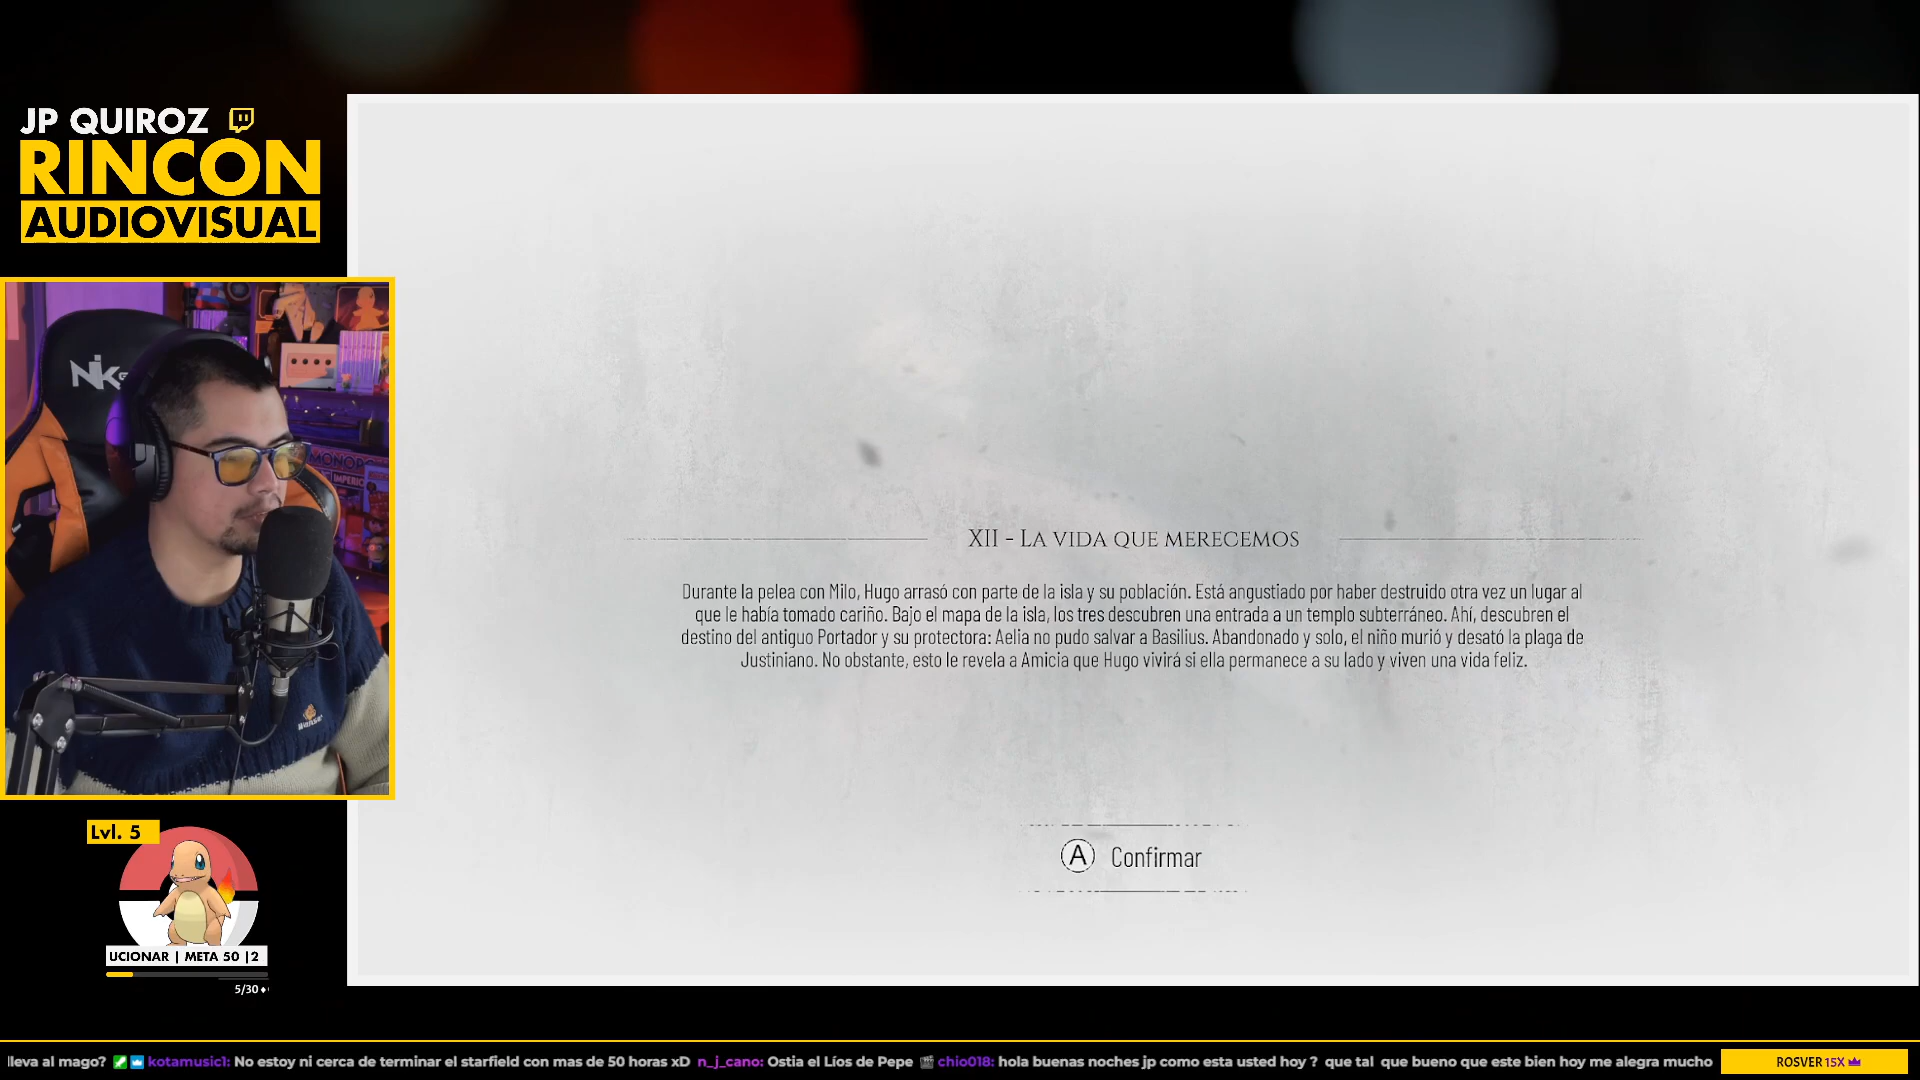 JP QUIROZ
RINCON
AUDIOVISUAL
NK
MONOPO
IMPERIO
XII - LA VIDA QUE MERECEMOS
Durante la pelea con Milo, Hugo arrasó con parte de la isla y su población. Está angustiado por haber destruido otra vez un lugar al
que le había tomado cariño. Bajo el mapa de la isla, los tres descubren una entrada a un templo subterráneo. Ahí, descubren el
destino del antiguo Portador y su protectora: Aelia no pudo salvar a Basilius. Abandonado y solo, el niño murió y desató la plaga de
Justiniano. No obstante, esto le revela a Amicia que Hugo vivirá si ella permanece a su lado y viven una vida feliz.
A Confirmar
Lvl. 5
UCIONAR | META 50 |2
5/30
lleva al mago? kotamusic1: No estoy ni cerca de terminar el starfield con mas de 50 horas xD n_j_cano: Ostia el Líos de Pepe chio018: hola buenas noches jp como esta usted hoy ? que tal que bueno que este bien hoy me alegra mucho
ROSVER 15X